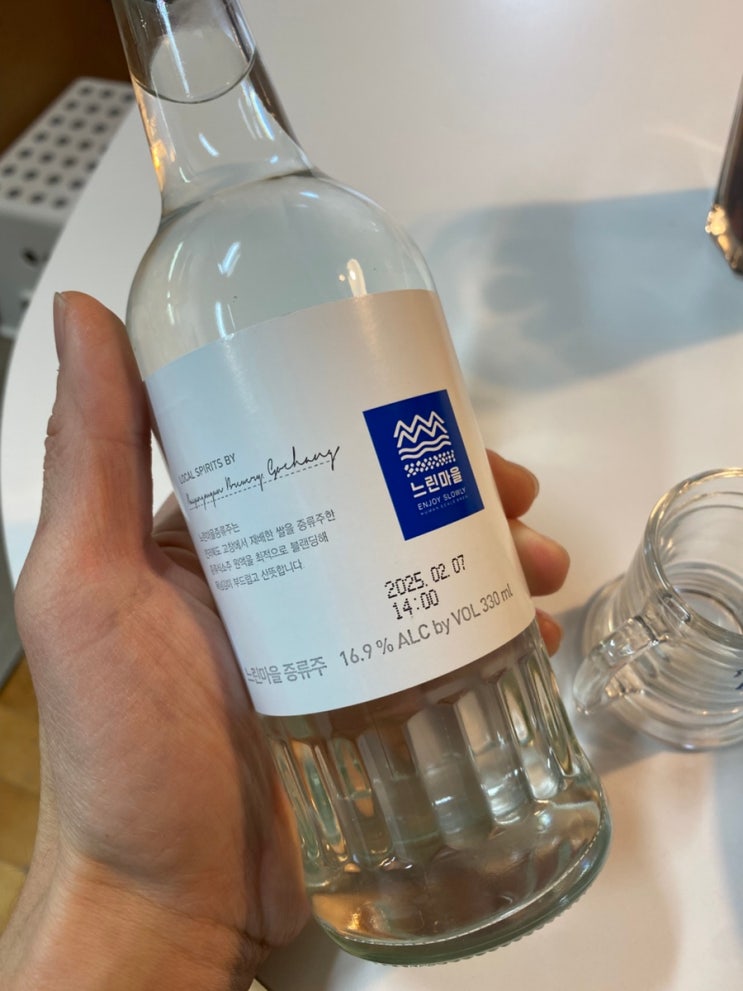 LOCAL SPIRITS BY
Brewery. Gochang
느린마을증류주는
고창에서 재배한 쌀을 증류주한
증류식소주 원액을 최적으로 블랜딩해
부드럽고 산뜻합니다.
느린마을
ENJOY SLOWLY
2025. 02. 07
14:00
느린마을 증류주
16.9 % ALC by VOL 330 mL